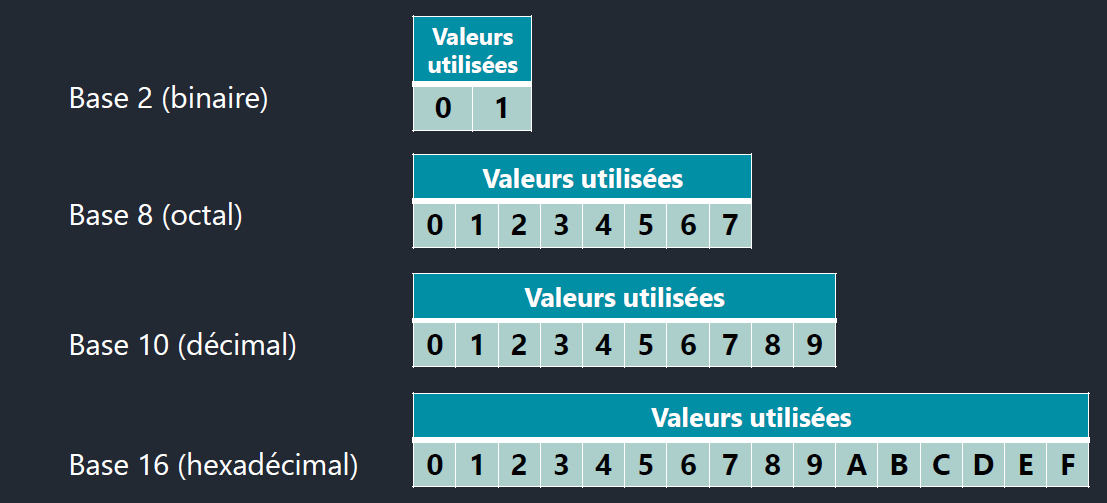 Valeurs
utilisées
Base 2 (binaire)
0 1
Valeurs utilisées
Base 8 (octal)
0 1 2 3 4 5 6 7
Valeurs utilisées
Base 10 (décimal)
0 1 2 3 4 5 6 7 8 9
Valeurs utilisées
Base 16 (hexadécimal)
0 1 2 3 4 5 6 7 8 9 A B C D E F